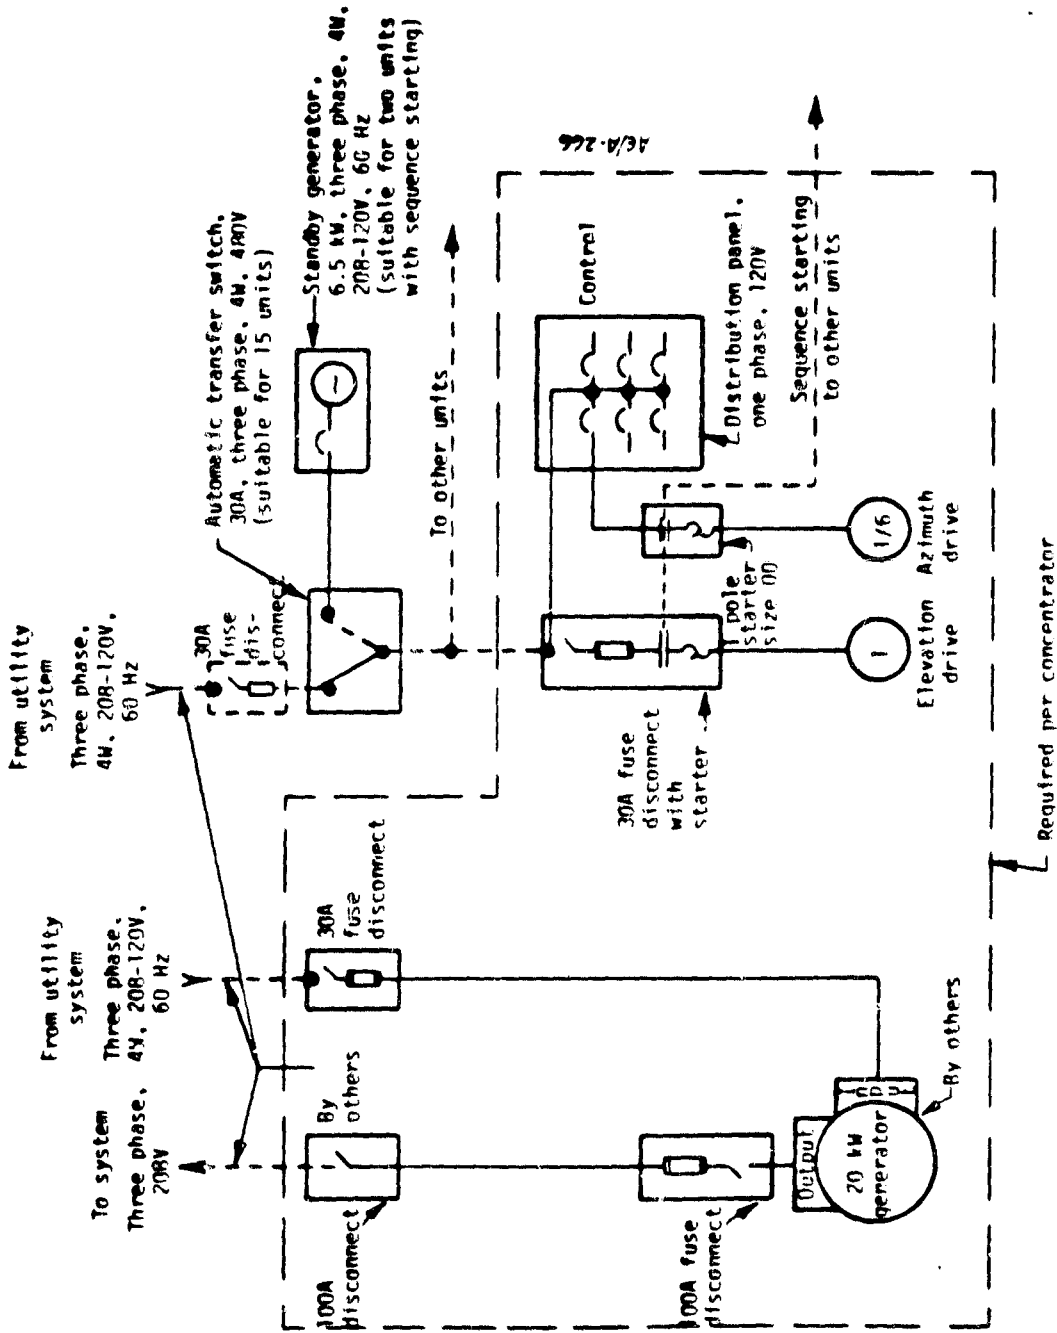 To system
Three phase,
208V
From utility
system
Three phase,
4W, 208-120V,
60 Hz
From utility
system
Three phase,
4W, 208-120V,
60 Hz
Automatic transfer switch,
30A, three phase, 4W, 480V
(suitable for 15 units)
Standby generator,
6.5 kW, three phase, 4W,
208-120V, 60 Hz
(suitable for two units
with sequence starting)
100A
disconnect
By
others
30A
fuse
disconnect
30A
fuse
dis-
connect
To other units
AE/A-266
30A fuse
disconnect
with
starter
1 pole
starter
size 00
Control
Distribution panel,
one phase, 120V
Sequence starting
to other units
100A fuse
disconnect
Output
20 kW
generator
By others
1
Elevation
drive
1/6
Azimuth
drive
Required per concentrator